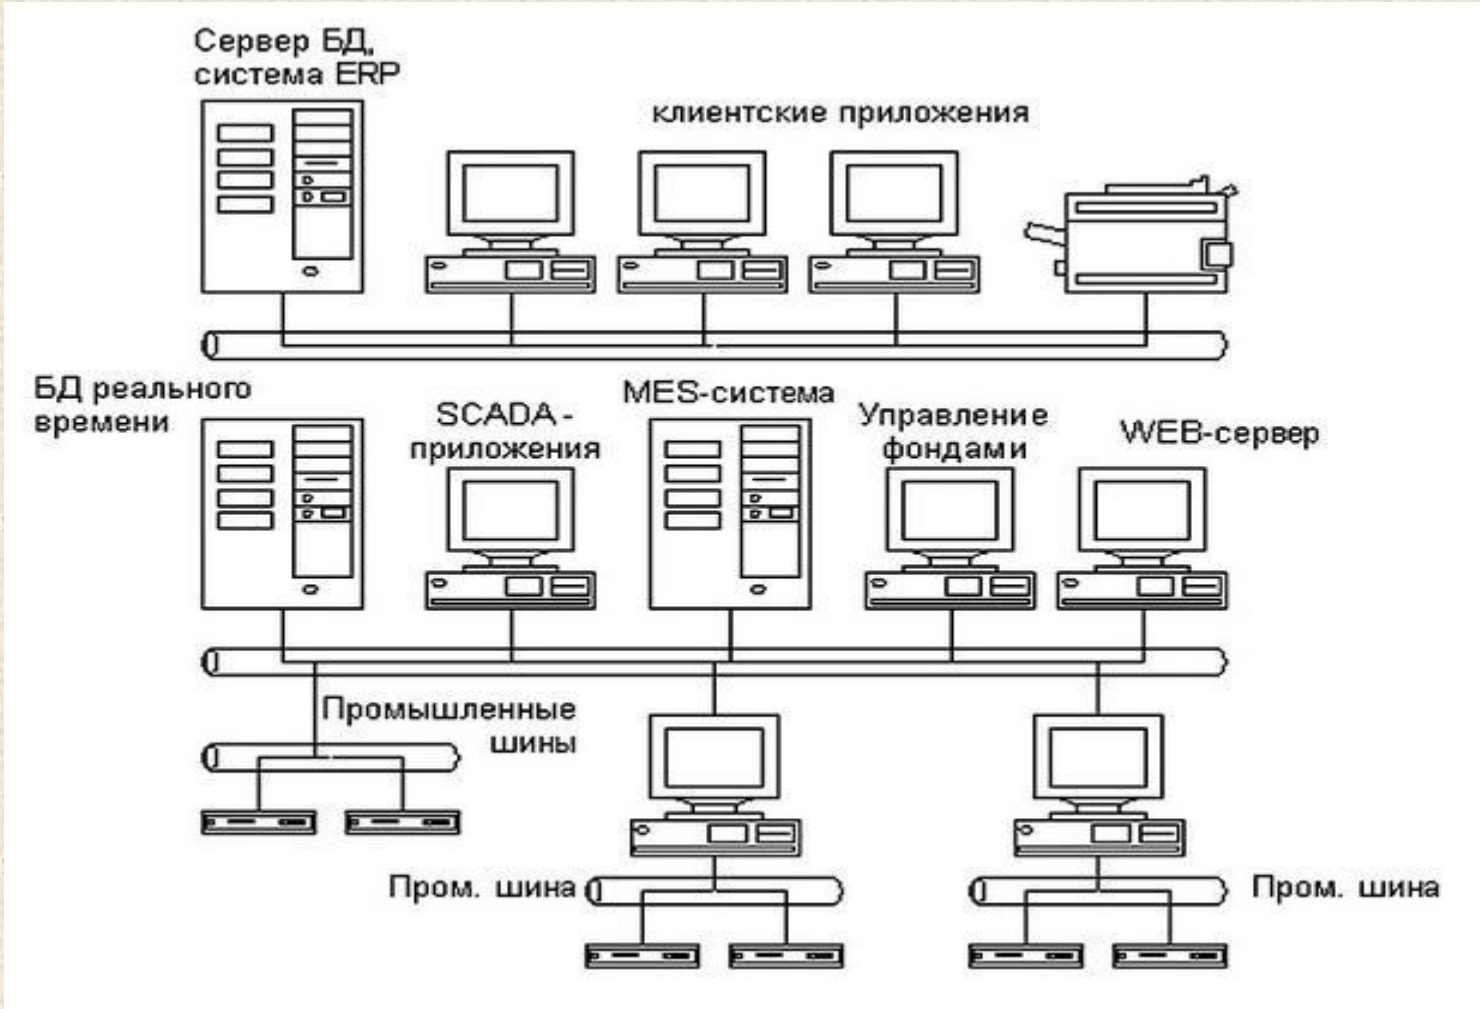 Сервер БД,
система ERP
клиентские приложения
БД реального
времени
SCADA -
приложения
MES-система
Управление
фондами
WEB-сервер
Промышленные
шины
Пром. шина
Пром. шина